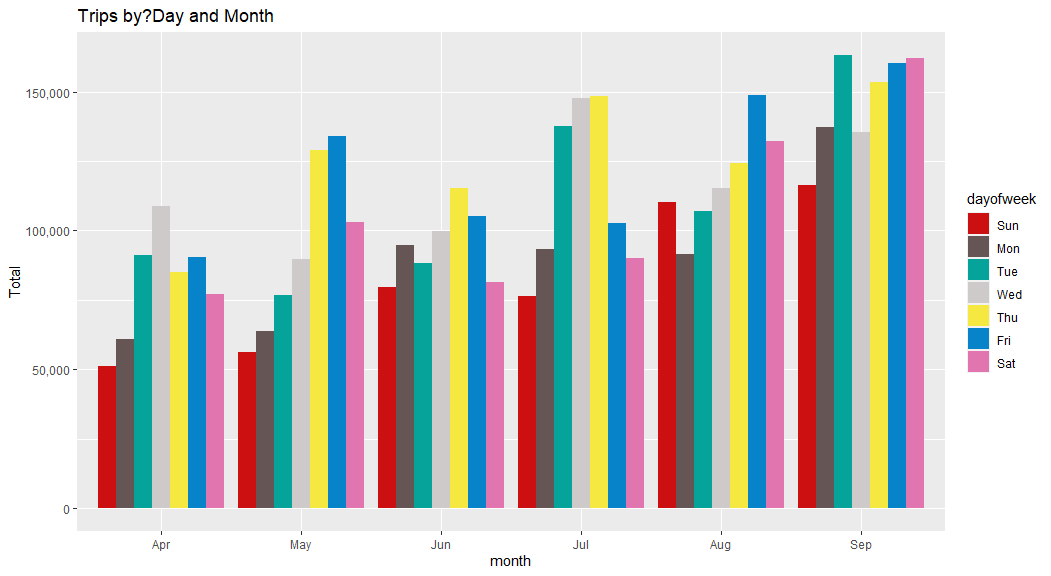 Trips by?Day and Month
Total
150,000
100,000
50,000
0
Apr May Jun Jul Aug Sep
month
dayofweek
Sun
Mon
Tue
Wed
Thu
Fri
Sat